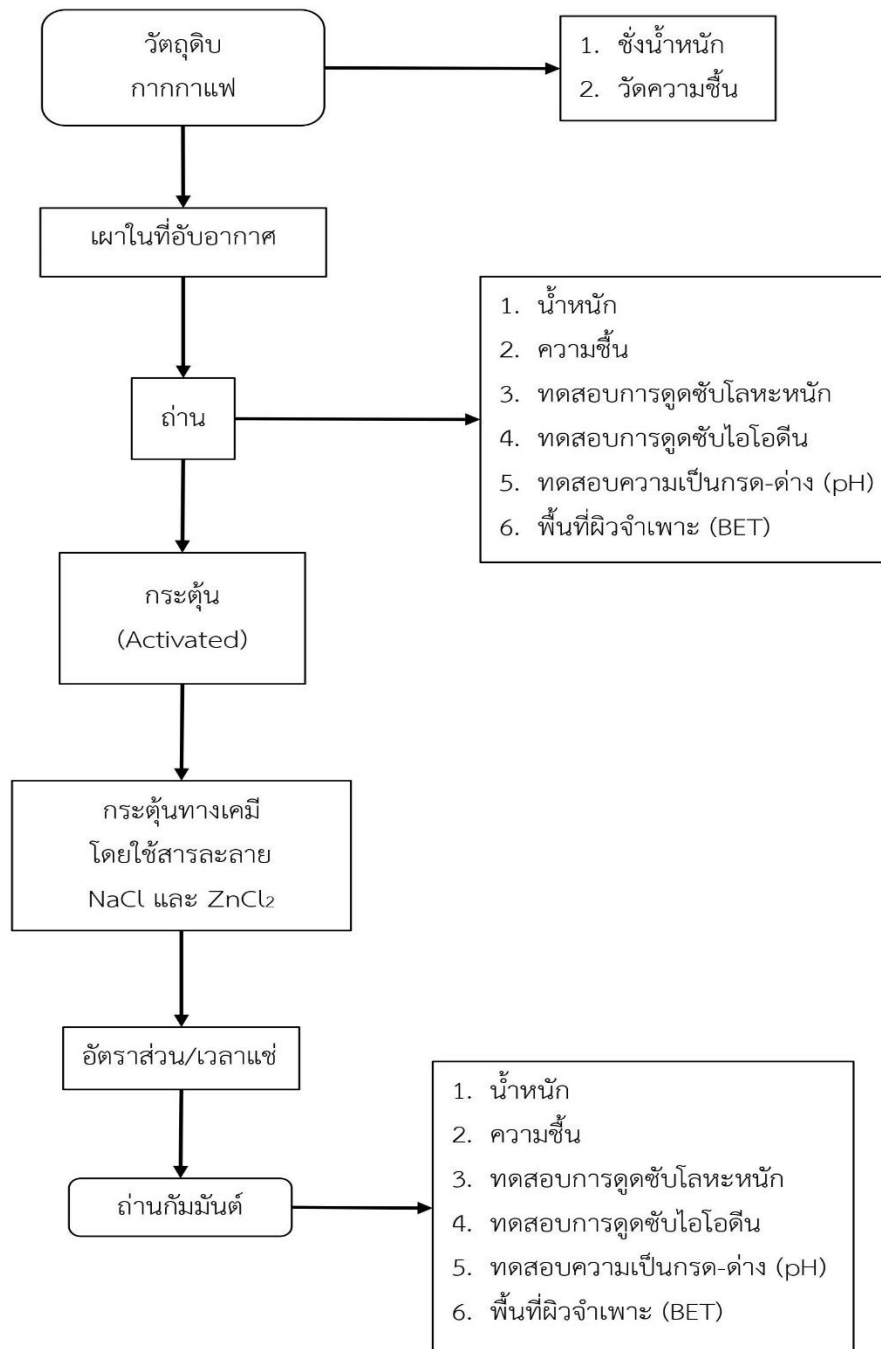 วัตถุดิบ
กากกาแฟ
1. ชั่งน้ำหนัก
2. วัดความชื้น
เผาในที่อับอากาศ
ถ่าน
1. น้ำหนัก
2. ความชื้น
3. ทดสอบการดูดซับโลหะหนัก
4. ทดสอบการดูดซับไอโอดีน
5. ทดสอบความเป็นกรด-ด่าง (pH)
6. พื้นที่ผิวจำเพาะ (BET)
กระตุ้น
(Activated)
กระตุ้นทางเคมี
โดยใช้สารละลาย
NaCl และ ZnCl₂
อัตราส่วน/เวลาแช่
ถ่านกัมมันต์
1. น้ำหนัก
2. ความชื้น
3. ทดสอบการดูดซับโลหะหนัก
4. ทดสอบการดูดซับไอโอดีน
5. ทดสอบความเป็นกรด-ด่าง (pH)
6. พื้นที่ผิวจำเพาะ (BET)